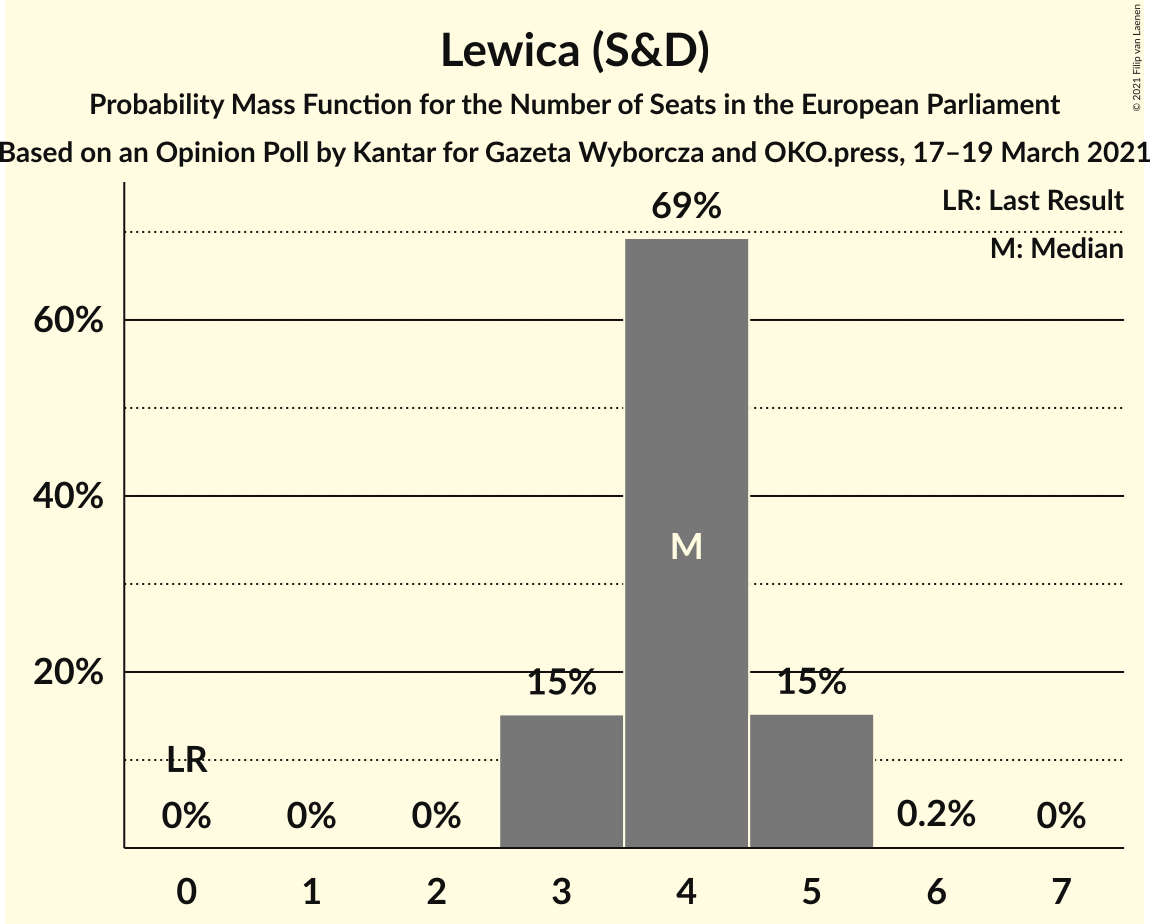 Lewica (S&D)
Probability Mass Function for the Number of Seats in the European Parliament
Based on an Opinion Poll by Kantar for Gazeta Wyborcza and OKO.press, 17–19 March 2021
© 2021 Filip van Laenen
LR: Last Result
M: Median
69%
60%
40%
M
20%
15%
15%
LR
0%
0%
0%
0.2%
0%
0
1
2
3
4
5
6
7